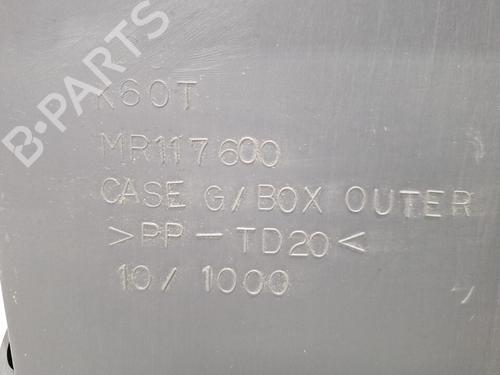 K60T
MR117600
CASE G/BOX OUTER
>PP-TD20<
10/1000
B-PARTS